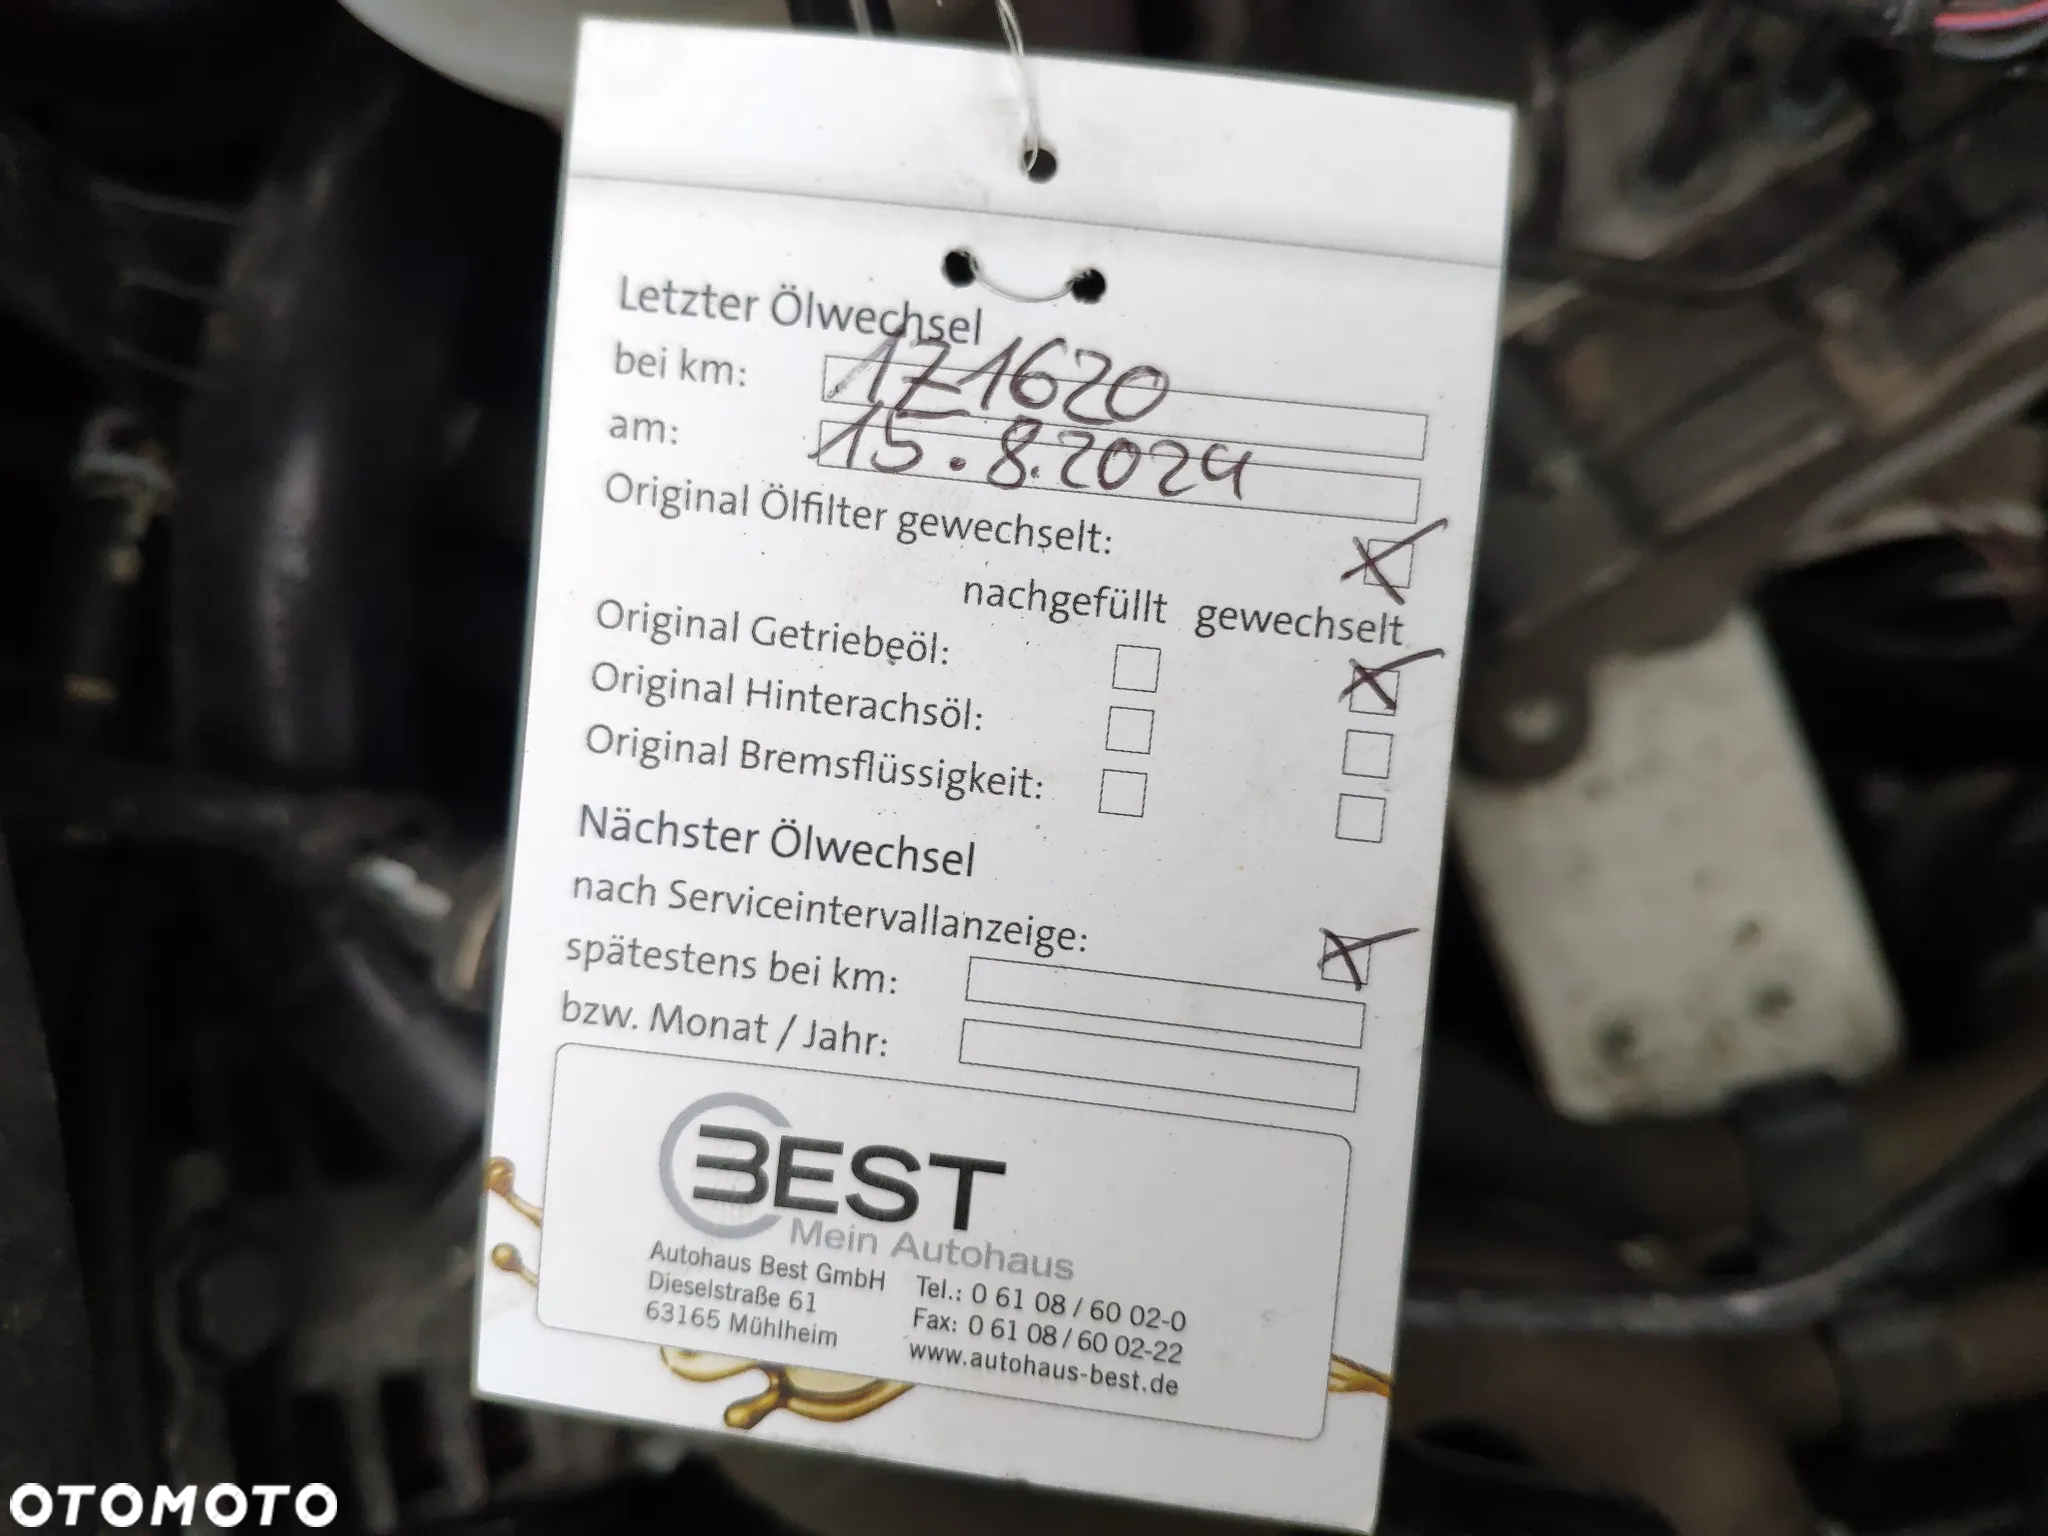 Letzter Ölwechsel
bei km: 171620
am: 15.8.2024
Original Ölfilter gewechselt:
nachgefüllt gewechselt
Original Getriebeöl:
Original Hinterachsöl:
Original Bremsflüssigkeit:
Nächster Ölwechsel
nach Serviceintervallanzeige:
spätestens bei km:
bzw. Monat / Jahr:
BEST
Mein Autohaus
Autohaus Best GmbH Tel.: 0 61 08 / 60 02-0
Dieselstraße 61 Fax: 0 61 08 / 60 02-22
63165 Mühlheim www.autohaus-best.de
OTOMOTO